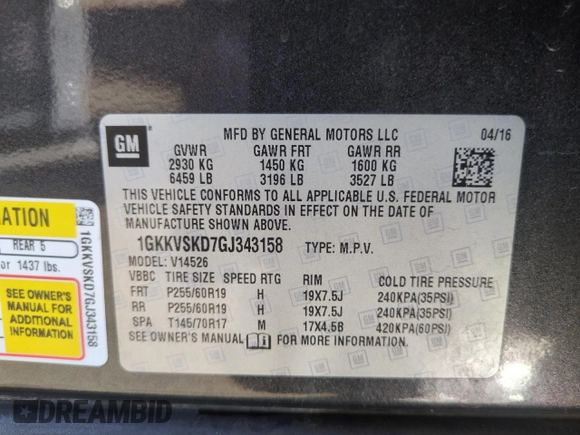 GM
MFD BY GENERAL MOTORS LLC 04/16
GVWR GAWR FRT GAWR RR
2930 KG 1450 KG 1600 KG
6459 LB 3196 LB 3527 LB
THIS VEHICLE CONFORMS TO ALL APPLICABLE U.S. FEDERAL MOTOR
VEHICLE SAFETY STANDARDS IN EFFECT ON THE DATE OF
MANUFACTURE SHOWN ABOVE.
1GKKVSKD7GJ343158 TYPE: M.P.V.
MODEL: V14526
VBBC TIRE SIZE SPEED RTG RIM COLD TIRE PRESSURE
FRT P255/60R19 H 19X7.5J 240KPA(35PSI)
RR P255/60R19 H 19X7.5J 240KPA(35PSI)
SPA T145/70R17 M 17X4.5B 420KPA(60PSI)
SEE OWNER'S MANUAL FOR MORE INFORMATION.
MATION
REAR 5
or 1437 lbs.
SEE OWNER'S
MANUAL FOR
ADDITIONAL
INFORMATION
1GKKVSKD7GJ343158
DREAMBID